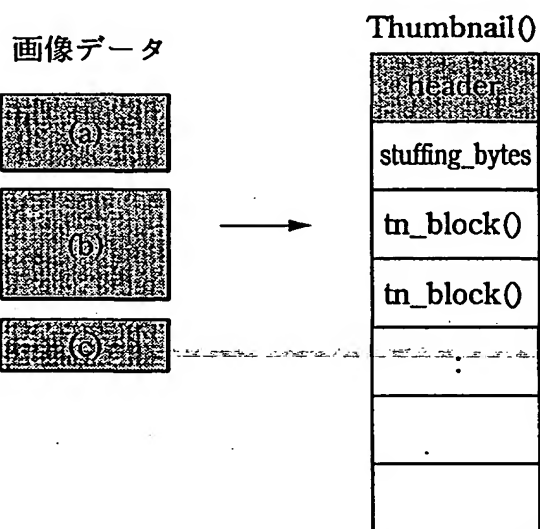 画像データ
(a)
(b)
(c)
Thumbnail()
header
stuffing_bytes
tn_block()
tn_block()
: